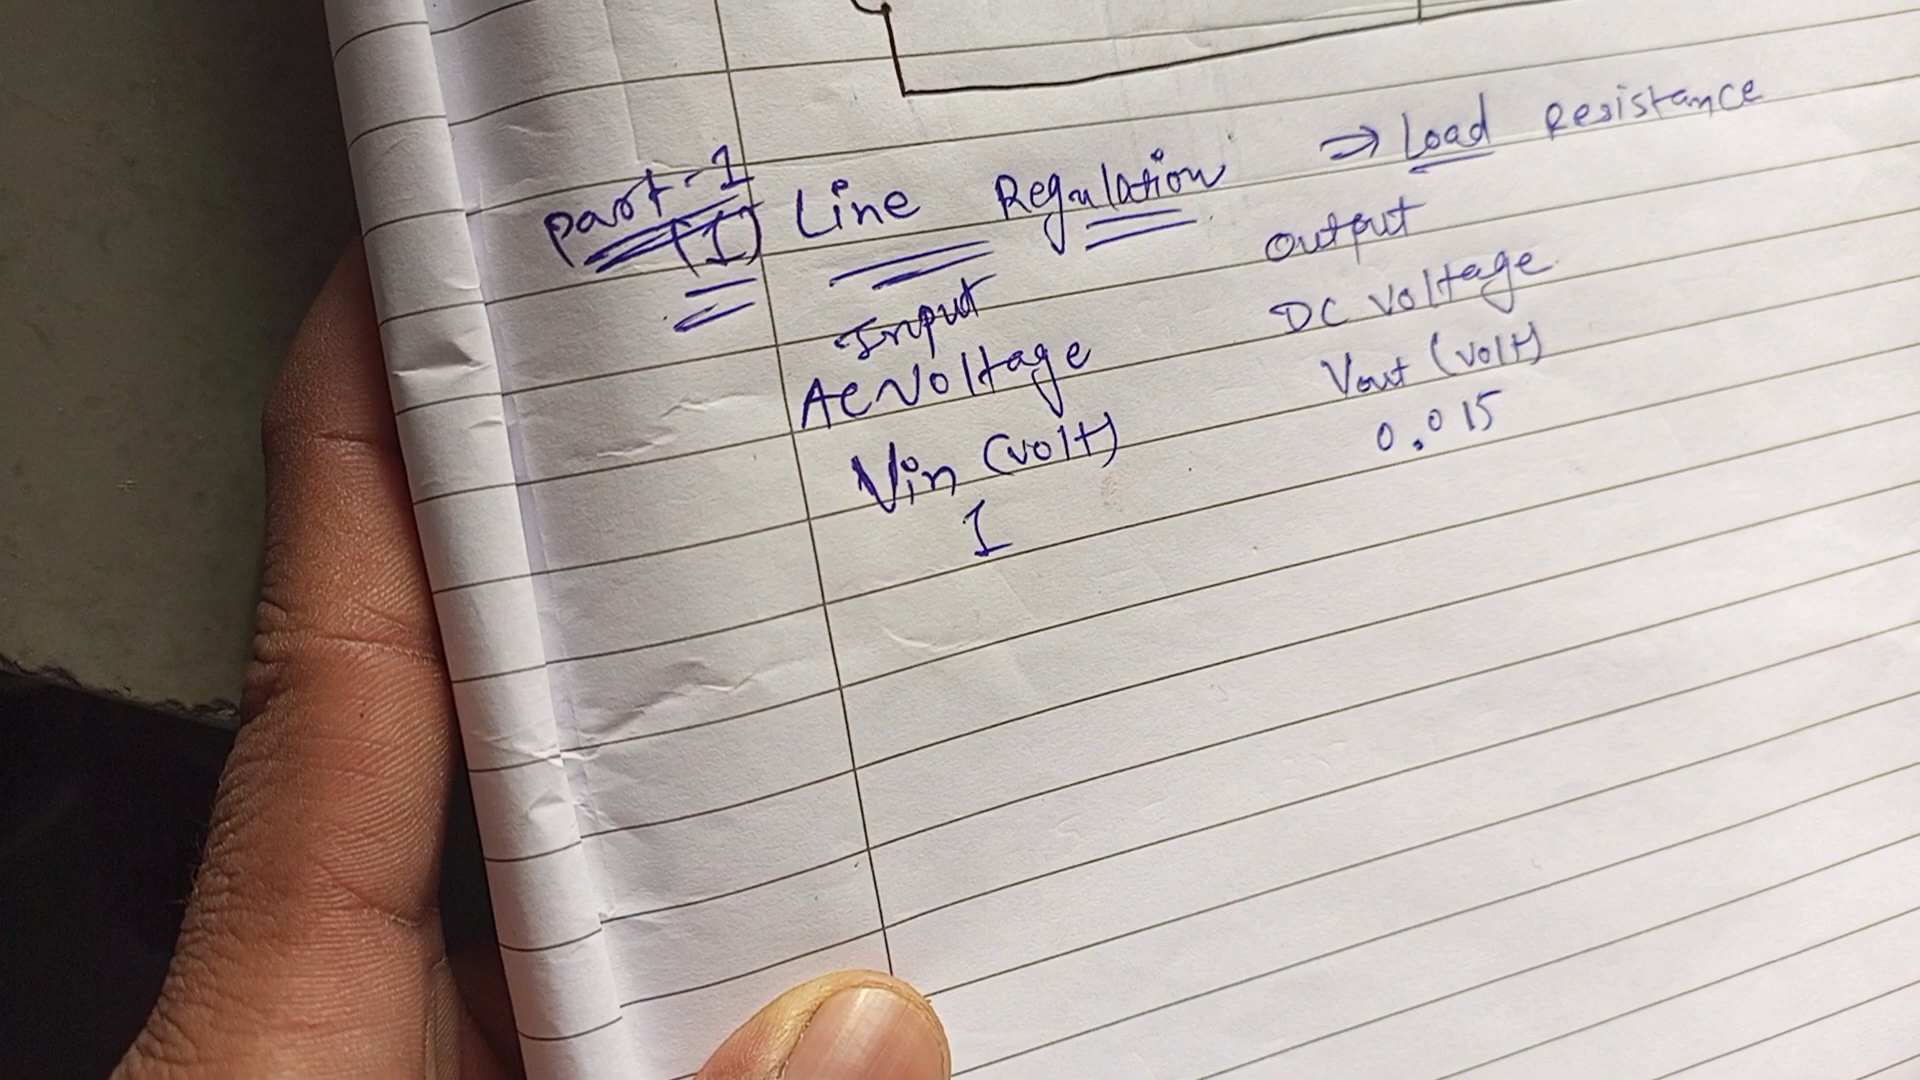 Part-1
(I) Line Regulation ⇒ Load Resistance
Input
AC Voltage
Vin (volt)
1
Output
DC Voltage
Vout (volt)
0.015